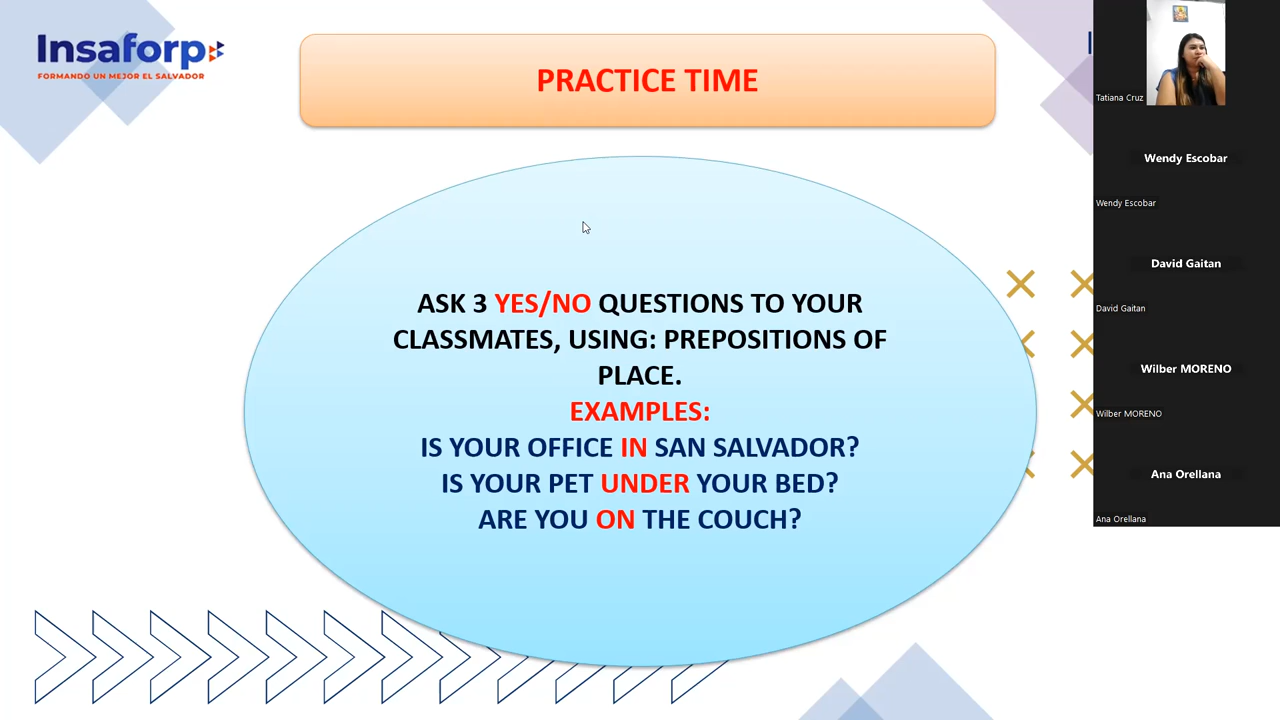 Insaforp
FORMANDO UN MEJOR EL SALVADOR
PRACTICE TIME
ASK 3 YES/NO QUESTIONS TO YOUR
CLASSMATES, USING: PREPOSITIONS OF
PLACE.
EXAMPLES:
IS YOUR OFFICE IN SAN SALVADOR?
IS YOUR PET UNDER YOUR BED?
ARE YOU ON THE COUCH?
Tatiana Cruz
Wendy Escobar
Wendy Escobar
David Gaitan
David Gaitan
Wilber MORENO
Wilber MORENO
Ana Orellana
Ana Orellana